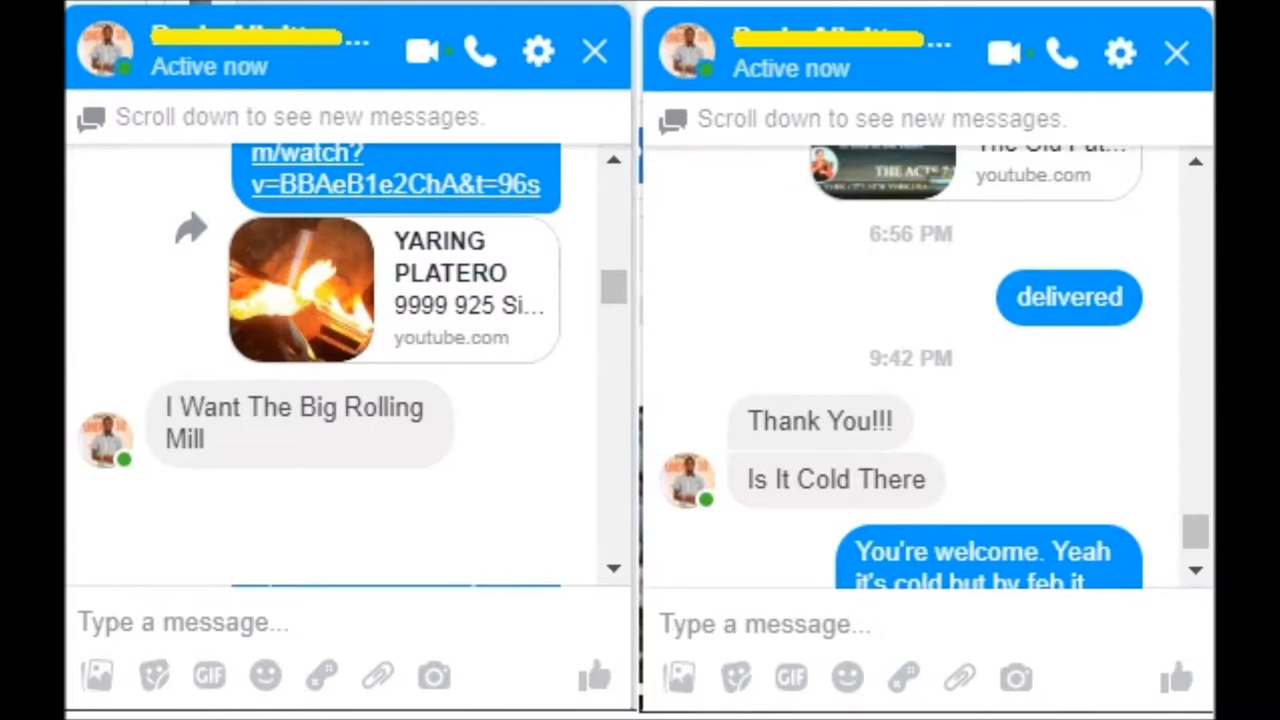 ...
Active now
Scroll down to see new messages.
m/watch?
v=BBAeB1e2ChA&t=96s
YARING
PLATERO
9999 925 Si...
youtube.com
I Want The Big Rolling
Mill
Type a message...
GIF
...
Active now
Scroll down to see new messages.
THE ACTS
youtube.com
6:56 PM
delivered
9:42 PM
Thank You!!!
Is It Cold There
You're welcome. Yeah
it's cold but by feb it
Type a message...
GIF